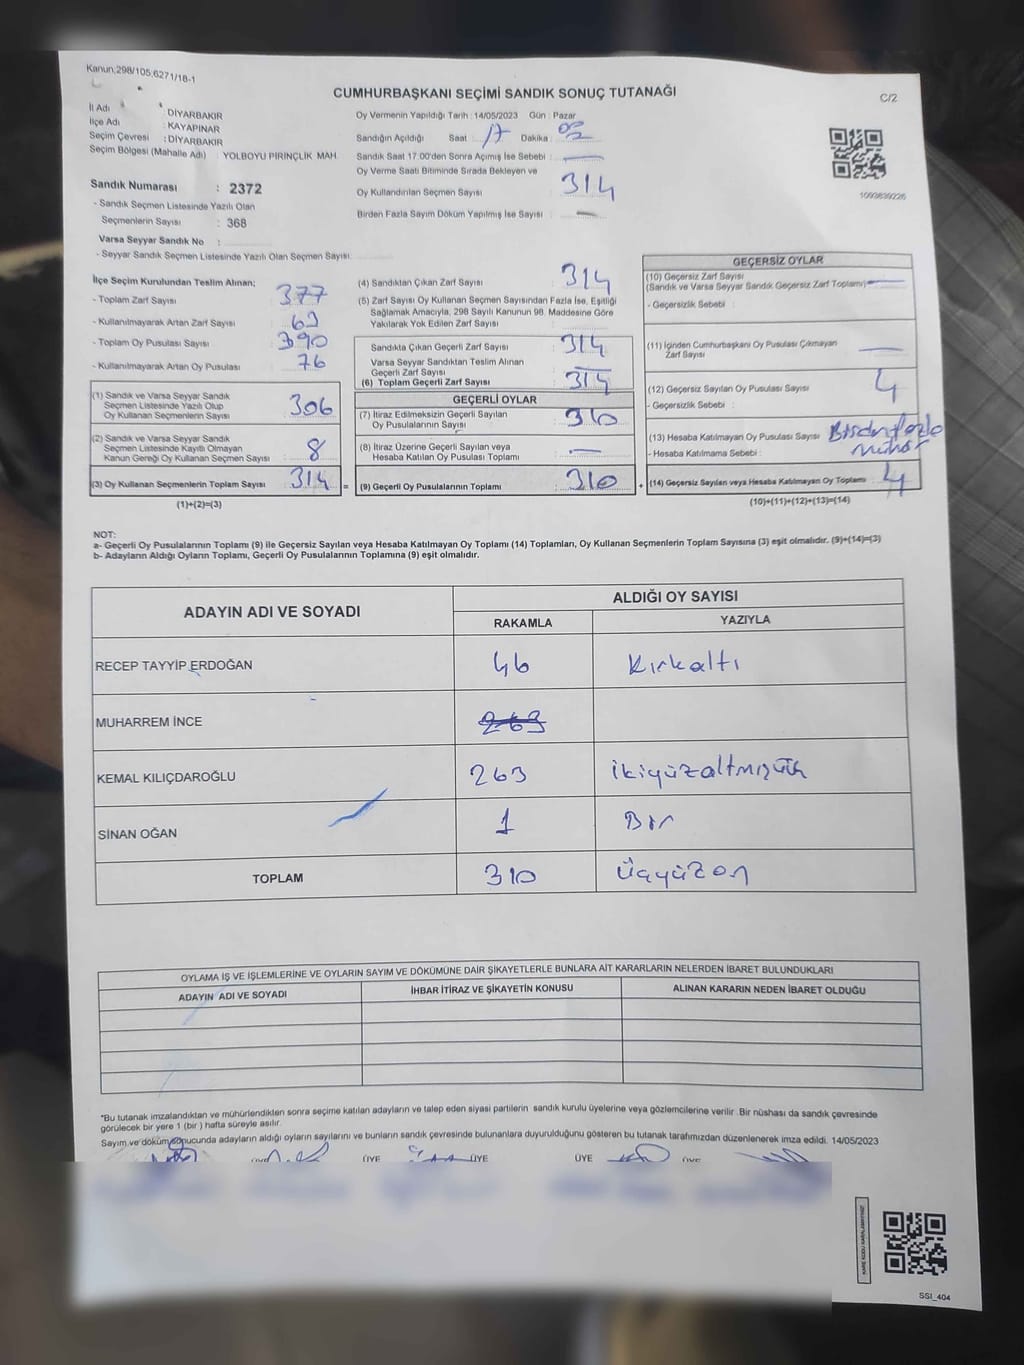 Kanun;298/105;6271/18-1
CUMHURBAŞKANI SEÇİMİ SANDIK SONUÇ TUTANAĞI
C/2
İl Adı : DİYARBAKIR
İlçe Adı : KAYAPINAR
Seçim Çevresi : DİYARBAKIR
Seçim Bölgesi (Mahalle Adı) : YOLBOYU PİRİNÇLİK MAH.
Sandık Numarası : 2372
- Sandık Seçmen Listesinde Yazılı Olan
Seçmenlerin Sayısı : 368
Varsa Seyyar Sandık No :
- Seyyar Sandık Seçmen Listesinde Yazılı Olan Seçmen Sayısı:
Oy Vermenin Yapıldığı Tarih : 14/05/2023 Gün : Pazar
Sandığın Açıldığı Saat : 17 Dakika : 02
Sandık Saat 17:00'den Sonra Açımış İse Sebebi : —
Oy Verme Saati Bitiminde Sırada Bekleyen ve
Oy Kullandırılan Seçmen Sayısı : 314
Birden Fazla Sayım Döküm Yapılmış İse Sayısı : —
1093839226
İlçe Seçim Kurulundan Teslim Alınan;
- Toplam Zarf Sayısı : 377
- Kullanılmayarak Artan Zarf Sayısı : 63
- Toplam Oy Pusulası Sayısı : 390
- Kullanılmayarak Artan Oy Pusulası : 76
(1) Sandık ve Varsa Seyyar Sandık
Seçmen Listesinde Yazılı Olup
Oy Kullanan Seçmenlerin Sayısı : 306
(2) Sandık ve Varsa Seyyar Sandık
Seçmen Listesinde Kayıtlı Olmayan
Kanun Gereği Oy Kullanan Seçmen Sayısı : 8
(3) Oy Kullanan Seçmenlerin Toplam Sayısı : 314 =
(1)+(2)=(3)
(4) Sandıktan Çıkan Zarf Sayısı : 314
(5) Zarf Sayısı Oy Kullanan Seçmen Sayısından Fazla İse, Eşitliği
Sağlamak Amacıyla, 298 Sayılı Kanunun 98. Maddesine Göre
Yakılarak Yok Edilen Zarf Sayısı :
Sandıkta Çıkan Geçerli Zarf Sayısı : 314
Varsa Seyyar Sandıktan Teslim Alınan
Geçerli Zarf Sayısı : —
(6) Toplam Geçerli Zarf Sayısı : 314
GEÇERLİ OYLAR
(7) İtiraz Edilmeksizin Geçerli Sayılan
Oy Pusulalarının Sayısı : 310
(8) İtiraz Üzerine Geçerli Sayılan veya
Hesaba Katılan Oy Pusulası Toplamı : —
(9) Geçerli Oy Pusulalarının Toplamı : 310 +
GEÇERSİZ OYLAR
(10) Geçersiz Zarf Sayısı
(Sandık ve Varsa Seyyar Sandık Geçersiz Zarf Toplamı) —
- Geçersizlik Sebebi :
(11) İçinden Cumhurbaşkanı Oy Pusulası Çıkmayan
Zarf Sayısı : —
(12) Geçersiz Sayılan Oy Pusulası Sayısı : 4
- Geçersizlik Sebebi :
(13) Hesaba Katılmayan Oy Pusulası Sayısı : Birden fazla
- Hesaba Katılmama Sebebi : mühür
(14) Geçersiz Sayılan veya Hesaba Katılmayan Oy Toplamı : 4
(10)+(11)+(12)+(13)=(14)
NOT:
a- Geçerli Oy Pusulalarının Toplamı (9) ile Geçersiz Sayılan veya Hesaba Katılmayan Oy Toplamı (14) Toplamları, Oy Kullanan Seçmenlerin Toplam Sayısına (3) eşit olmalıdır. (9)+(14)=(3)
b- Adayların Aldığı Oyların Toplamı, Geçerli Oy Pusulalarının Toplamına (9) eşit olmalıdır.
ADAYIN ADI VE SOYADI ALDIĞI OY SAYISI
RAKAMLA YAZIYLA
RECEP TAYYİP ERDOĞAN 46 Kırkaltı
MUHARREM İNCE 263
KEMAL KILIÇDAROĞLU 263 ikiyüzaltmışüç
SİNAN OĞAN 1 Bir
TOPLAM 310 Üçyüzon
OYLAMA İŞ VE İŞLEMLERİNE VE OYLARIN SAYIM VE DÖKÜMÜNE DAİR ŞİKAYETLERLE BUNLARA AİT KARARLARIN NELERDEN İBARET BULUNDUKLARI
ADAYIN ADI VE SOYADI İHBAR İTİRAZ VE ŞİKAYETİN KONUSU ALINAN KARARIN NEDEN İBARET OLDUĞU
*Bu tutanak imzalandıktan ve mühürlendikten sonra seçime katılan adayların ve talep eden siyasi partilerin sandık kurulu üyelerine veya gözlemcilerine verilir. Bir nüshası da sandık çevresinde
görülecek bir yere 1 (bir) hafta süreyle asılır.
Sayım ve döküm sonucunda adayların aldığı oyların sayılarını ve bunların sandık çevresinde bulunanlara duyurulduğunu gösteren bu tutanak tarafımızdan düzenlenerek imza edildi. 14/05/2023
ÜYE ÜYE ÜYE ÜYE ÜYE
SSI_404